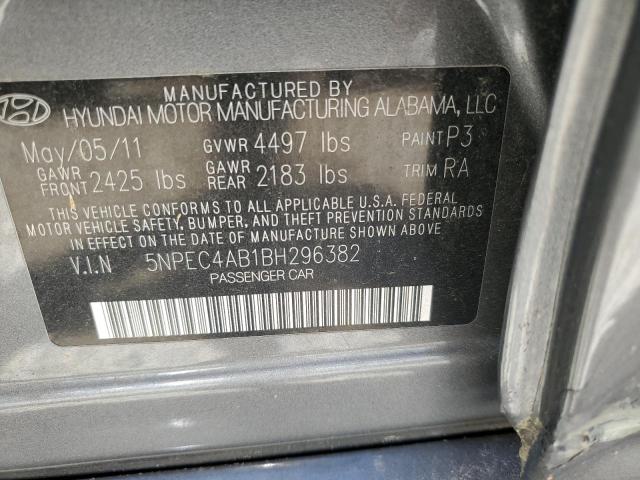 MANUFACTURED BY
HYUNDAI MOTOR MANUFACTURING ALABAMA, LLC
May/05/11 GVWR 4497 lbs PAINT P3
GAWR FRONT 2425 lbs GAWR REAR 2183 lbs TRIM RA
THIS VEHICLE CONFORMS TO ALL APPLICABLE U.S.A. FEDERAL
MOTOR VEHICLE SAFETY, BUMPER, AND THEFT PREVENTION STANDARDS
IN EFFECT ON THE DATE OF MANUFACTURE SHOWN ABOVE.
V.I.N 5NPEC4AB1BH296382
PASSENGER CAR